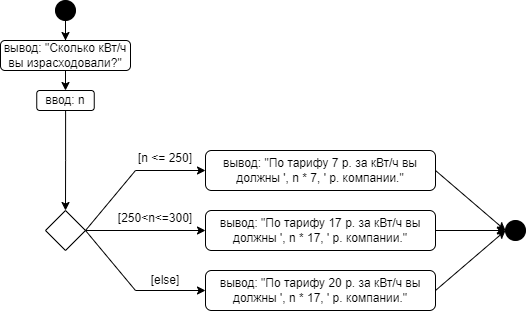 вывод: "Сколько кВт/ч
вы израсходовали?"
ввод: n
[n <= 250]
вывод: "По тарифу 7 р. за кВт/ч вы
должны ', n * 7, ' р. компании."
[250<n<=300]
вывод: "По тарифу 17 р. за кВт/ч вы
должны ', n * 17, ' р. компании."
[else]
вывод: "По тарифу 20 р. за кВт/ч вы
должны ', n * 17, ' р. компании."